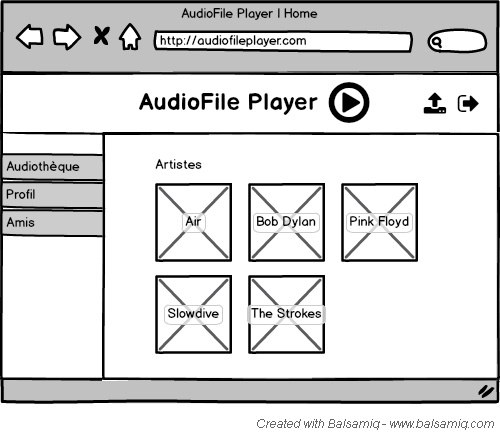 AudioFile Player | Home
http://audiofileplayer.com
AudioFile Player
Audiothèque
Profil
Amis
Artistes
Air
Bob Dylan
Pink Floyd
Slowdive
The Strokes
Created with Balsamiq - www.balsamiq.com